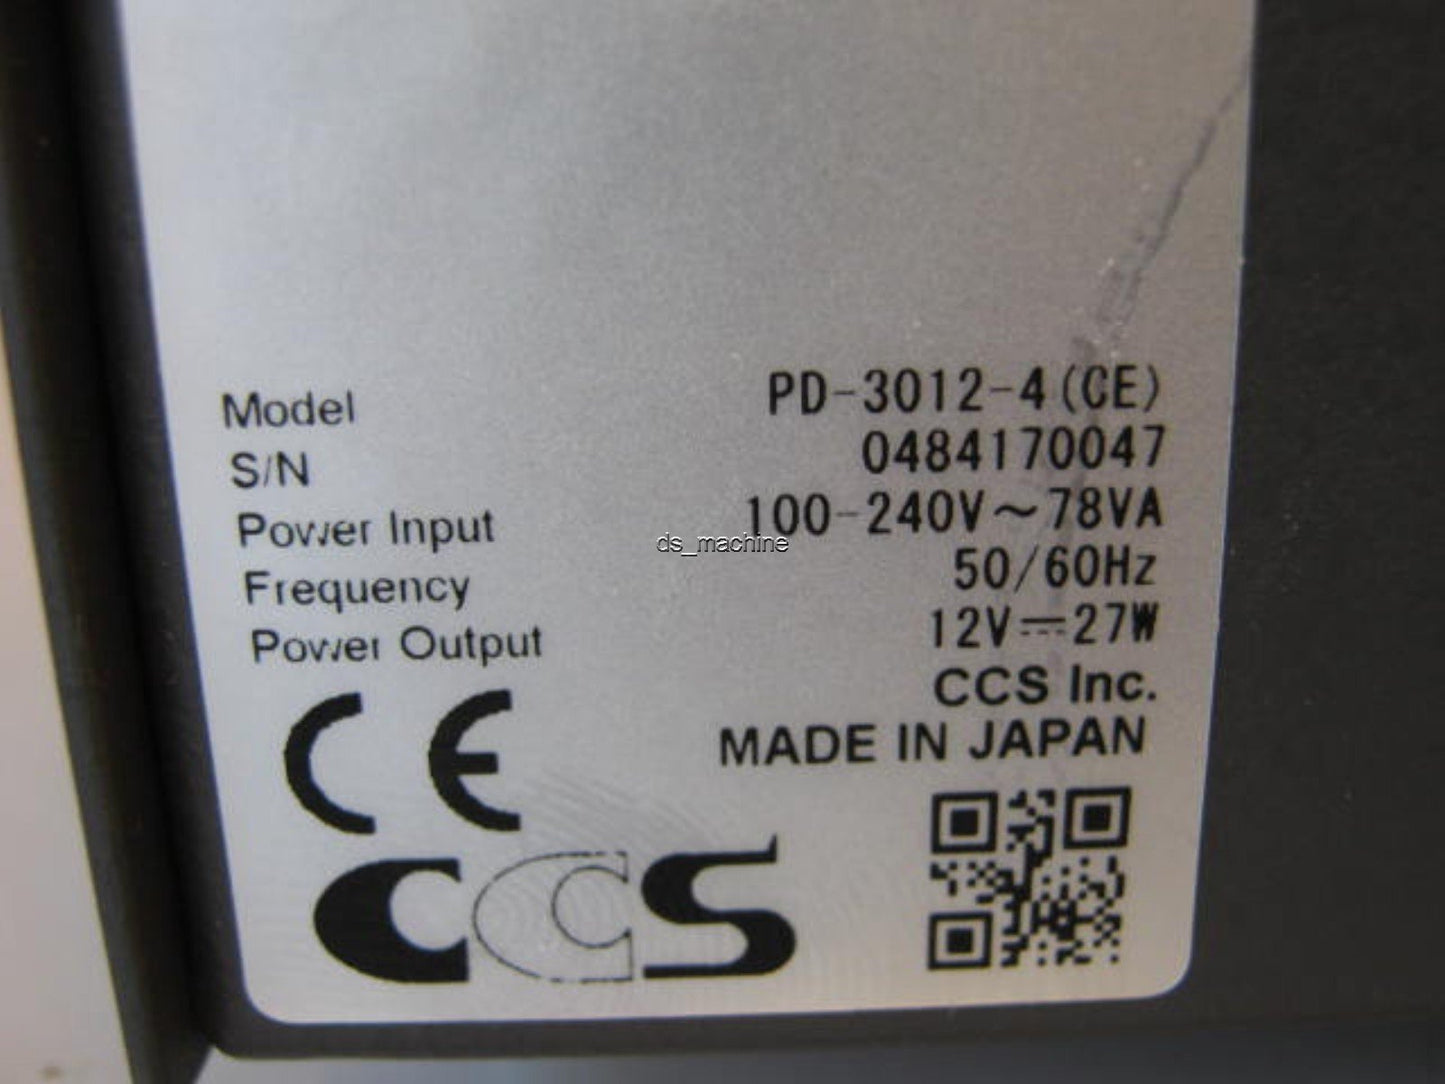 Model PD-3012-4(CE)
S/N 0484170047
Power Input 100-240V～78VA
ds_machine
Frequency 50/60Hz
Power Output 12V⎓27W
CCS Inc.
MADE IN JAPAN
CE
CCS